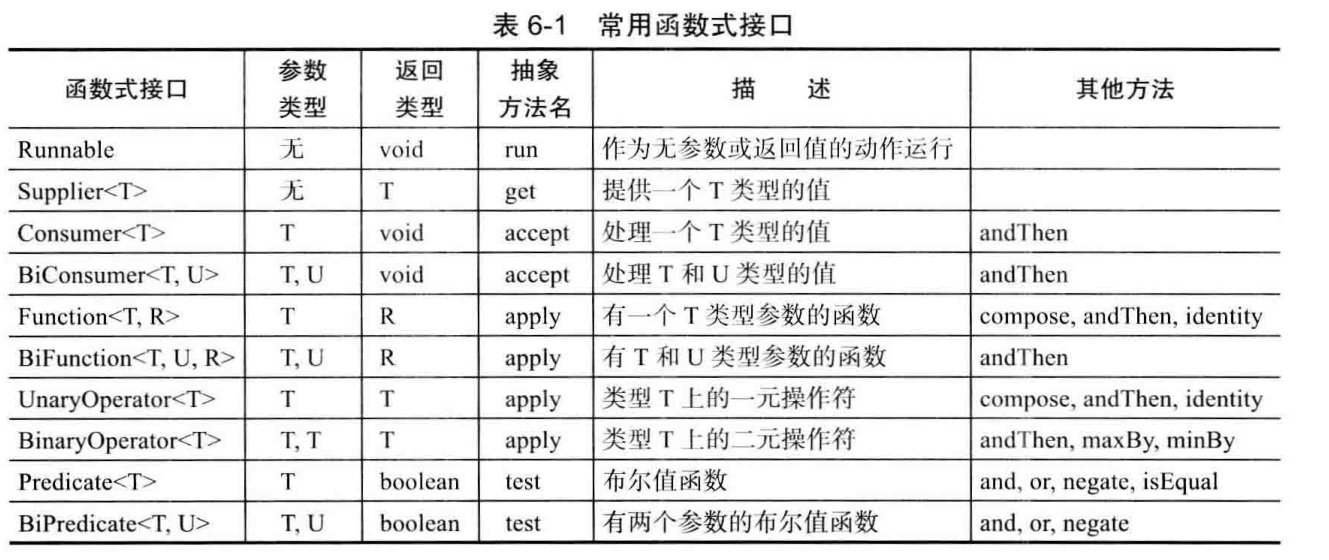 表 6-1 常用函数式接口
函数式接口 参数类型 返回类型 抽象方法名 描 述 其他方法
Runnable 无 void run 作为无参数或返回值的动作运行
Supplier<T> 无 T get 提供一个 T 类型的值
Consumer<T> T void accept 处理一个 T 类型的值 andThen
BiConsumer<T, U> T, U void accept 处理 T 和 U 类型的值 andThen
Function<T, R> T R apply 有一个 T 类型参数的函数 compose, andThen, identity
BiFunction<T, U, R> T, U R apply 有 T 和 U 类型参数的函数 andThen
UnaryOperator<T> T T apply 类型 T 上的一元操作符 compose, andThen, identity
BinaryOperator<T> T, T T apply 类型 T 上的二元操作符 andThen, maxBy, minBy
Predicate<T> T boolean test 布尔值函数 and, or, negate, isEqual
BiPredicate<T, U> T, U boolean test 有两个参数的布尔值函数 and, or, negate